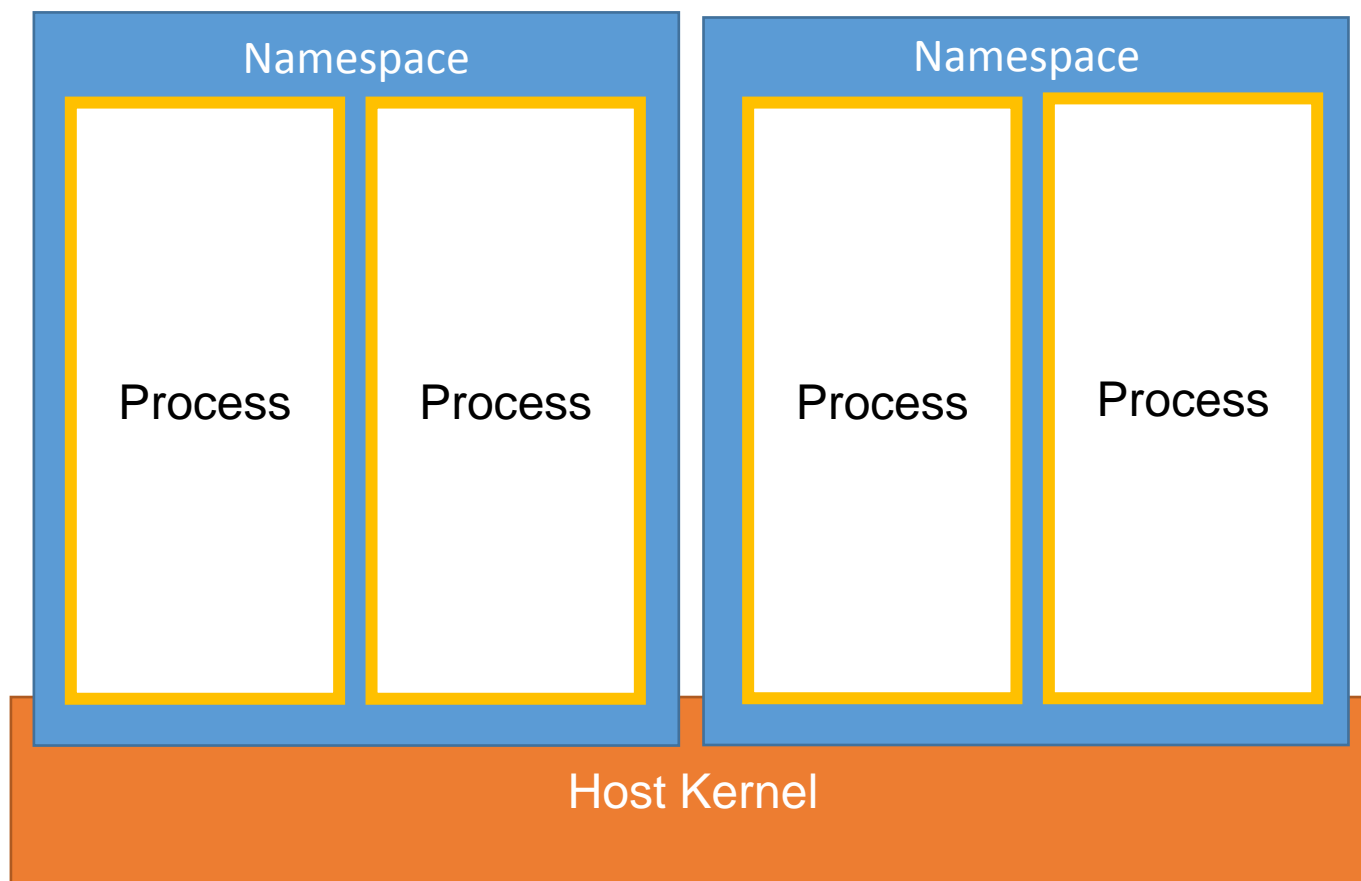 Namespace
Namespace
Process
Process
Process
Process
Host Kernel